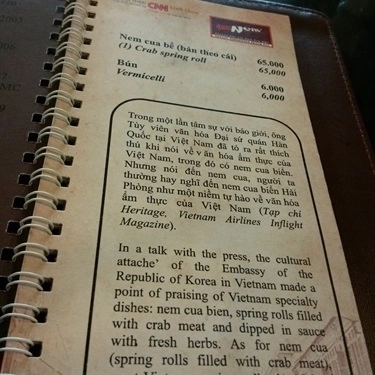 CNN
Nem
Nem cua bể (bán theo cái) 65.000
(1) Crab spring roll 65,000
Bún 6.000
Vermicelli 6,000
Trong một lần tâm sự với báo giới, ông
Tùy viên văn hóa Đại sứ quán Hàn
Quốc tại Việt Nam đã tỏ ra rất thích
thú khi nói về văn hóa ẩm thực của
Việt Nam, trong đó có nem cua biển.
Nhưng nói đến nem cua, người ta
thường hay nghĩ đến nem cua biển Hải
Phòng như một niềm tự hào về văn hóa
ẩm thực của Việt Nam (Tạp chí
Heritage, Vietnam Airlines Inflight
Magazine).
In a talk with the press, the cultural
attache' of the Embassy of the
Republic of Korea in Vietnam made a
point of praising of Vietnam specialty
dishes: nem cua bien, spring rolls filled
with crab meat and dipped in sauce
with fresh herbs. As for nem cua
(spring rolls filled with crab meat),